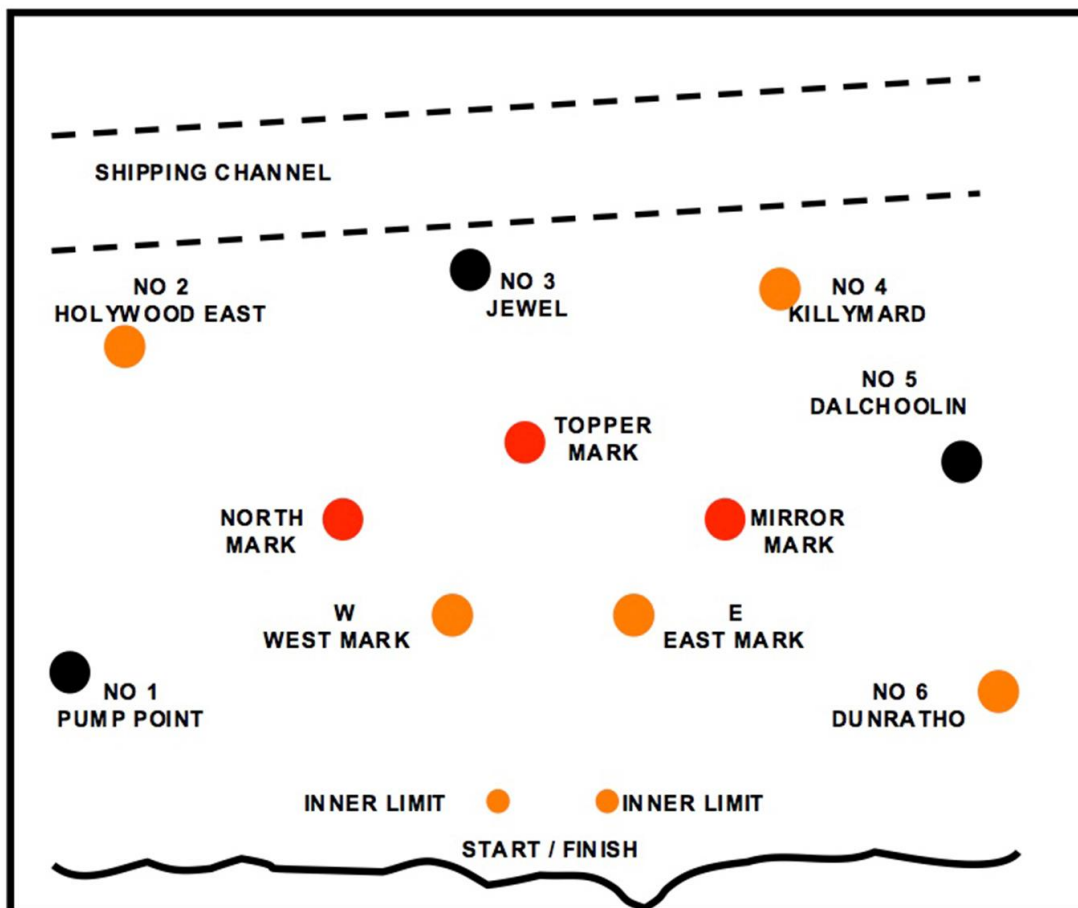 SHIPPING CHANNEL
NO 2
HOLYWOOD EAST
NO 3
JEWEL
NO 4
KILLYMARD
NO 5
DALCHOOLIN
TOPPER
MARK
NORTH
MARK
MIRROR
MARK
W
WEST MARK
E
EAST MARK
NO 1
PUMP POINT
NO 6
DUNRATHO
INNER LIMIT
INNER LIMIT
START / FINISH